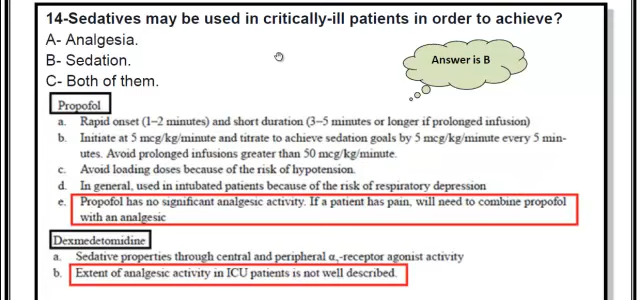 14-Sedatives may be used in critically-ill patients in order to achieve?
A- Analgesia.
B- Sedation.
C- Both of them.
Answer is B
Propofol
a. Rapid onset (1–2 minutes) and short duration (3–5 minutes or longer if prolonged infusion)
b. Initiate at 5 mcg/kg/minute and titrate to achieve sedation goals by 5 mcg/kg/minute every 5 min-
utes. Avoid prolonged infusions greater than 50 mcg/kg/minute.
c. Avoid loading doses because of the risk of hypotension.
d. In general, used in intubated patients because of the risk of respiratory depression
e. Propofol has no significant analgesic activity. If a patient has pain, will need to combine propofol
with an analgesic
Dexmedetomidine
a. Sedative properties through central and peripheral α₂-receptor agonist activity
b. Extent of analgesic activity in ICU patients is not well described.